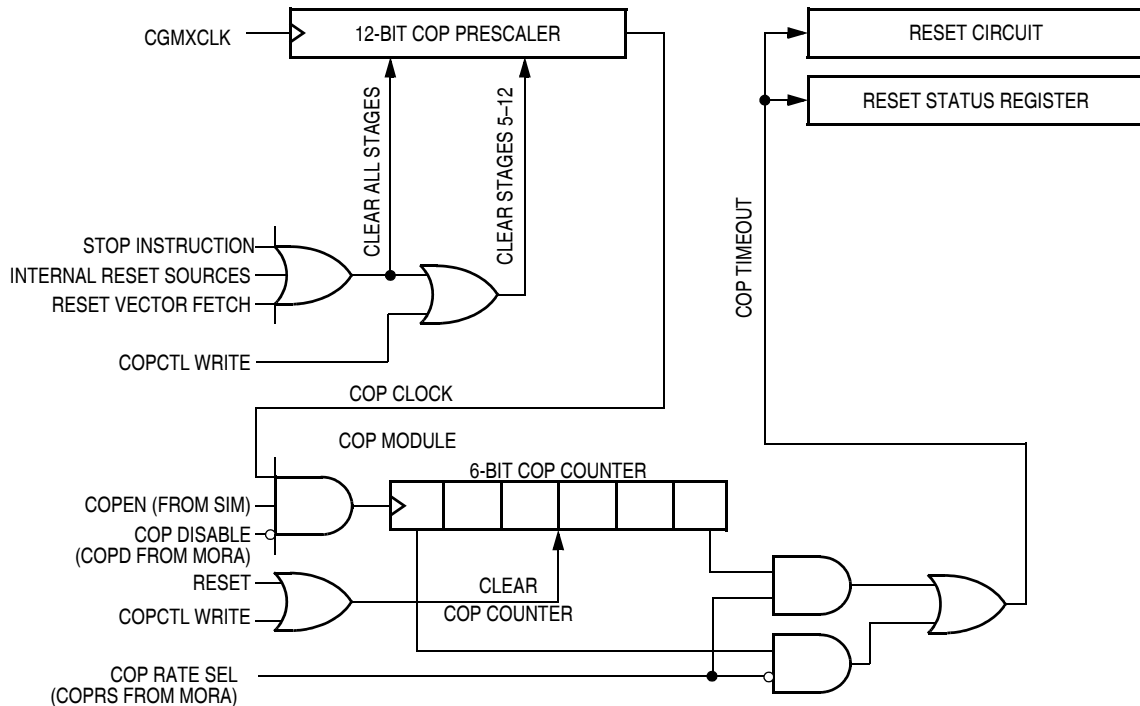 CGMXCLK
12-BIT COP PRESCALER
RESET CIRCUIT
RESET STATUS REGISTER
CLEAR ALL STAGES
CLEAR STAGES 5–12
STOP INSTRUCTION
INTERNAL RESET SOURCES
RESET VECTOR FETCH
COPCTL WRITE
COP TIMEOUT
COP CLOCK
COP MODULE
6-BIT COP COUNTER
COPEN (FROM SIM)
COP DISABLE
(COPD FROM MORA)
RESET
COPCTL WRITE
CLEAR
COP COUNTER
COP RATE SEL
(COPRS FROM MORA)